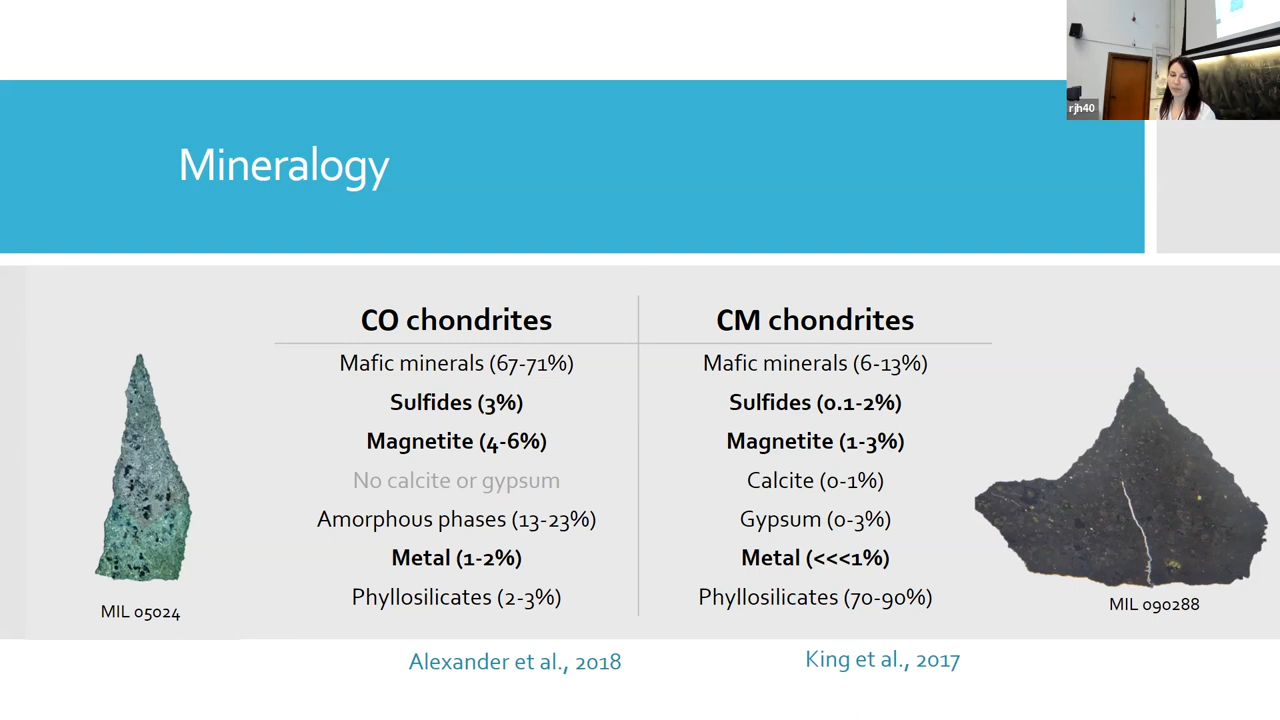 rjh40
Mineralogy
CO chondrites
Mafic minerals (67-71%)
Sulfides (3%)
Magnetite (4-6%)
No calcite or gypsum
Amorphous phases (13-23%)
Metal (1-2%)
Phyllosilicates (2-3%)
CM chondrites
Mafic minerals (6-13%)
Sulfides (0.1-2%)
Magnetite (1-3%)
Calcite (0-1%)
Gypsum (0-3%)
Metal (<<<1%)
Phyllosilicates (70-90%)
MIL 05024
MIL 090288
Alexander et al., 2018
King et al., 2017